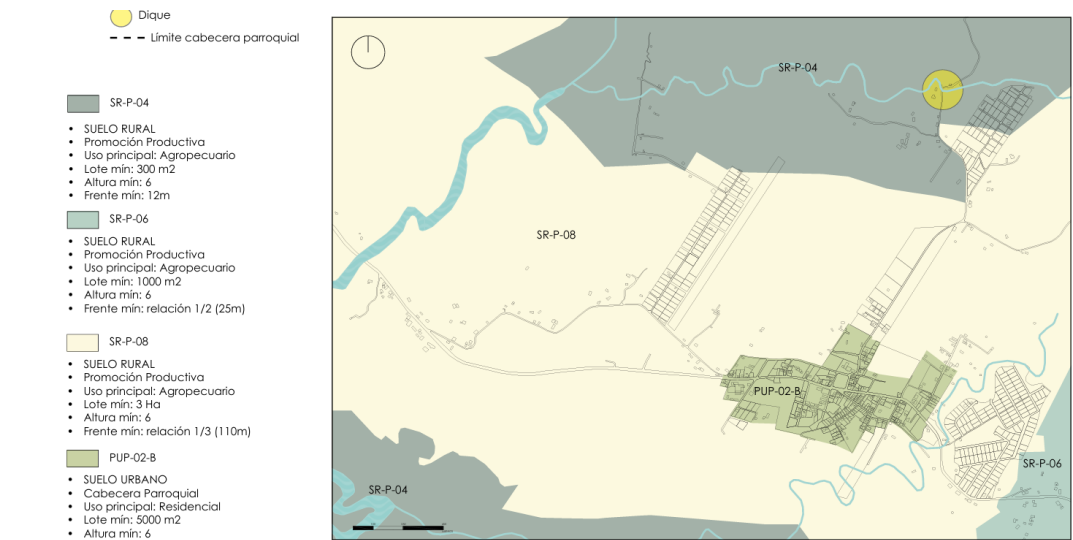 Dique
Límite cabecera parroquial
SR-P-04
• SUELO RURAL
• Promoción Productiva
• Uso principal: Agropecuario
• Lote mín: 300 m2
• Altura mín: 6
• Frente mín: 12m
SR-P-06
• SUELO RURAL
• Promoción Productiva
• Uso principal: Agropecuario
• Lote mín: 1000 m2
• Altura mín: 6
• Frente mín: relación 1/2 (25m)
SR-P-08
• SUELO RURAL
• Promoción Productiva
• Uso principal: Agropecuario
• Lote mín: 3 Ha
• Altura mín: 6
• Frente mín: relación 1/3 (110m)
PUP-02-B
• SUELO URBANO
• Cabecera Parroquial
• Uso principal: Residencial
• Lote mín: 5000 m2
• Altura mín: 6
SR-P-04
SR-P-08
PUP-02-B
SR-P-06
SR-P-04